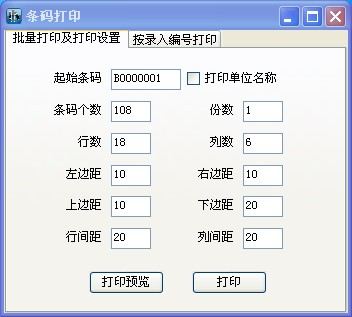 条码打印
批量打印及打印设置 按录入编号打印
起始条码 B0000001 打印单位名称
条码个数 108 份数 1
行数 18 列数 6
左边距 10 右边距 10
上边距 10 下边距 20
行间距 20 列间距 20
打印预览 打印